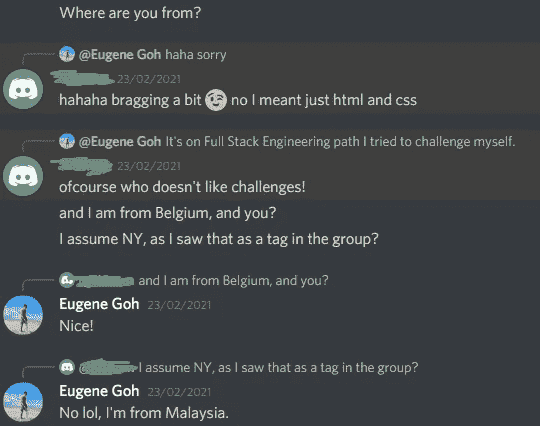 Where are you from?
@Eugene Goh haha sorry
23/02/2021
hahaha bragging a bit 😉 no I meant just html and css
@Eugene Goh It's on Full Stack Engineering path I tried to challenge myself.
23/02/2021
ofcourse who doesn't like challenges!
and I am from Belgium, and you?
I assume NY, as I saw that as a tag in the group?
and I am from Belgium, and you?
Eugene Goh 23/02/2021
Nice!
@ I assume NY, as I saw that as a tag in the group?
Eugene Goh 23/02/2021
No lol, I'm from Malaysia.